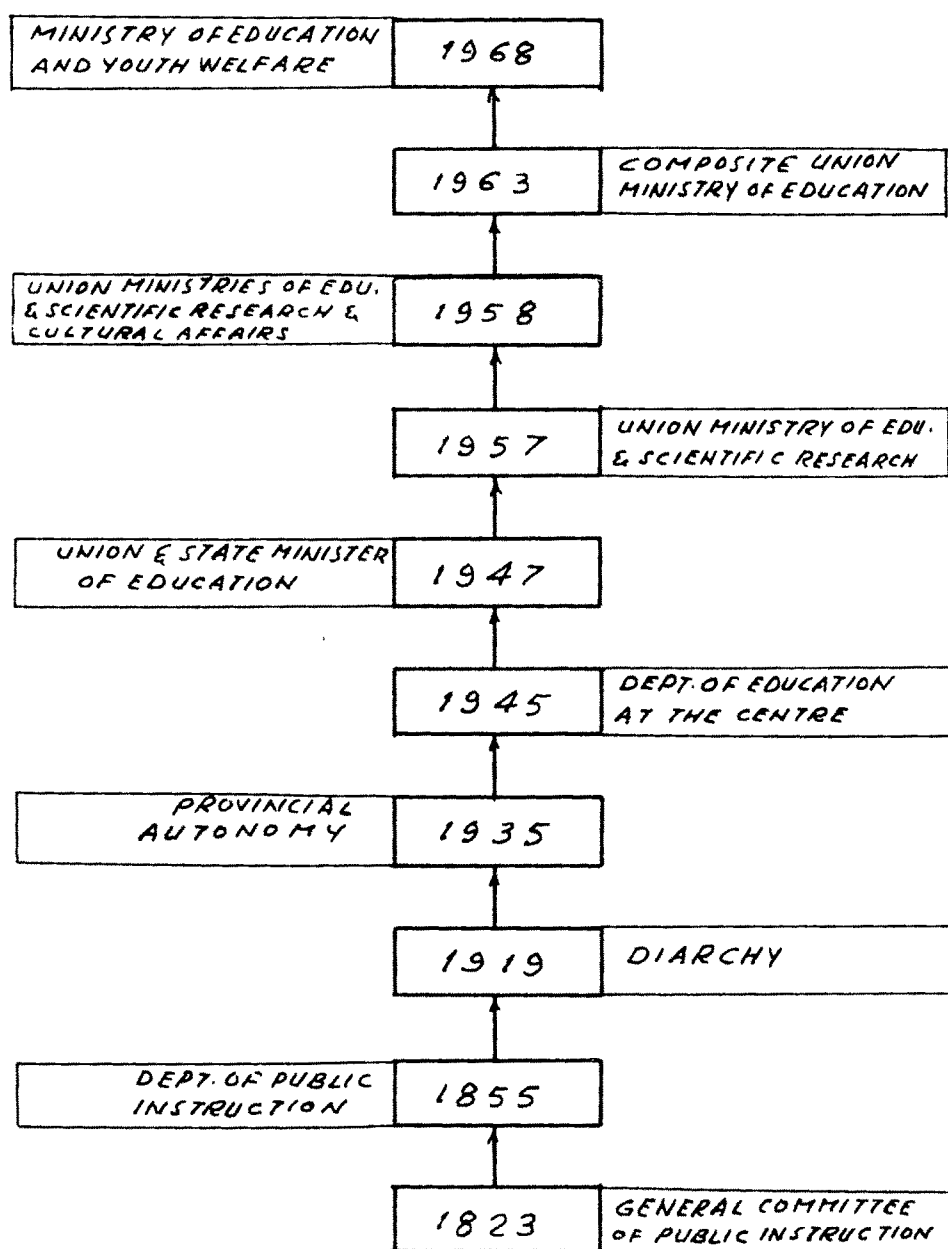 MINISTRY OF EDUCATION
AND YOUTH WELFARE
1968
1963
COMPOSITE UNION
MINISTRY OF EDUCATION
UNION MINISTRIES OF EDU.
& SCIENTIFIC RESEARCH &
CULTURAL AFFAIRS
1958
1957
UNION MINISTRY OF EDU.
& SCIENTIFIC RESEARCH
UNION & STATE MINISTER
OF EDUCATION
1947
1945
DEPT. OF EDUCATION
AT THE CENTRE
PROVINCIAL
AUTONOMY
1935
1919
DIARCHY
DEPT. OF PUBLIC
INSTRUCTION
1855
1823
GENERAL COMMITTEE
OF PUBLIC INSTRUCTION